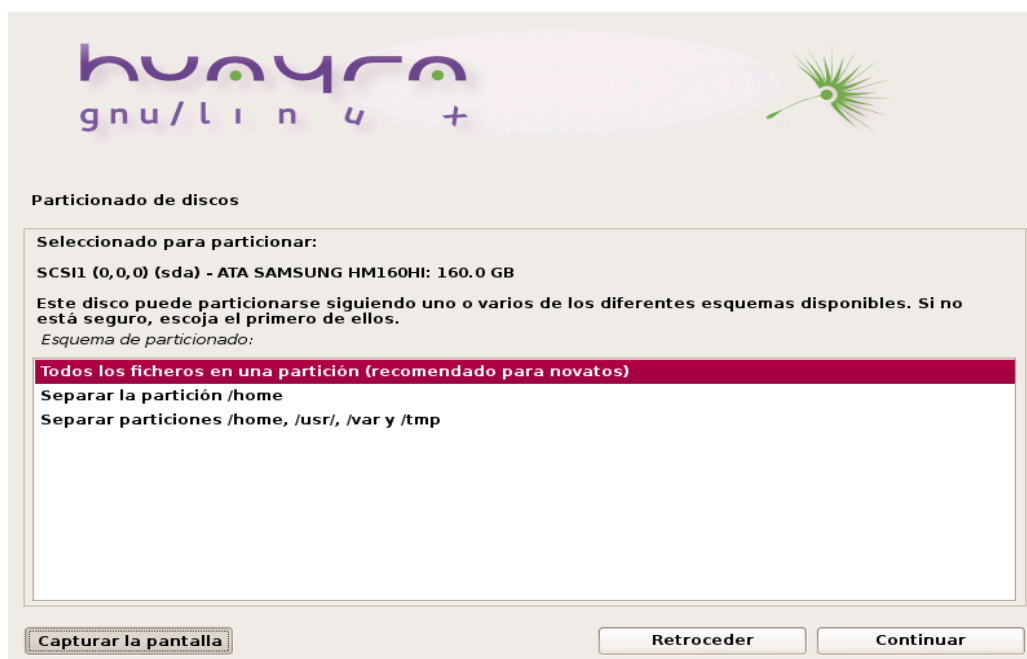 huayra
gnu/linux
Particionado de discos
Seleccionado para particionar:
SCSI1 (0,0,0) (sda) - ATA SAMSUNG HM160HI: 160.0 GB
Este disco puede particionarse siguiendo uno o varios de los diferentes esquemas disponibles. Si no
está seguro, escoja el primero de ellos.
Esquema de particionado:
Todos los ficheros en una partición (recomendado para novatos)
Separar la partición /home
Separar particiones /home, /usr/, /var y /tmp
Capturar la pantalla
Retroceder
Continuar